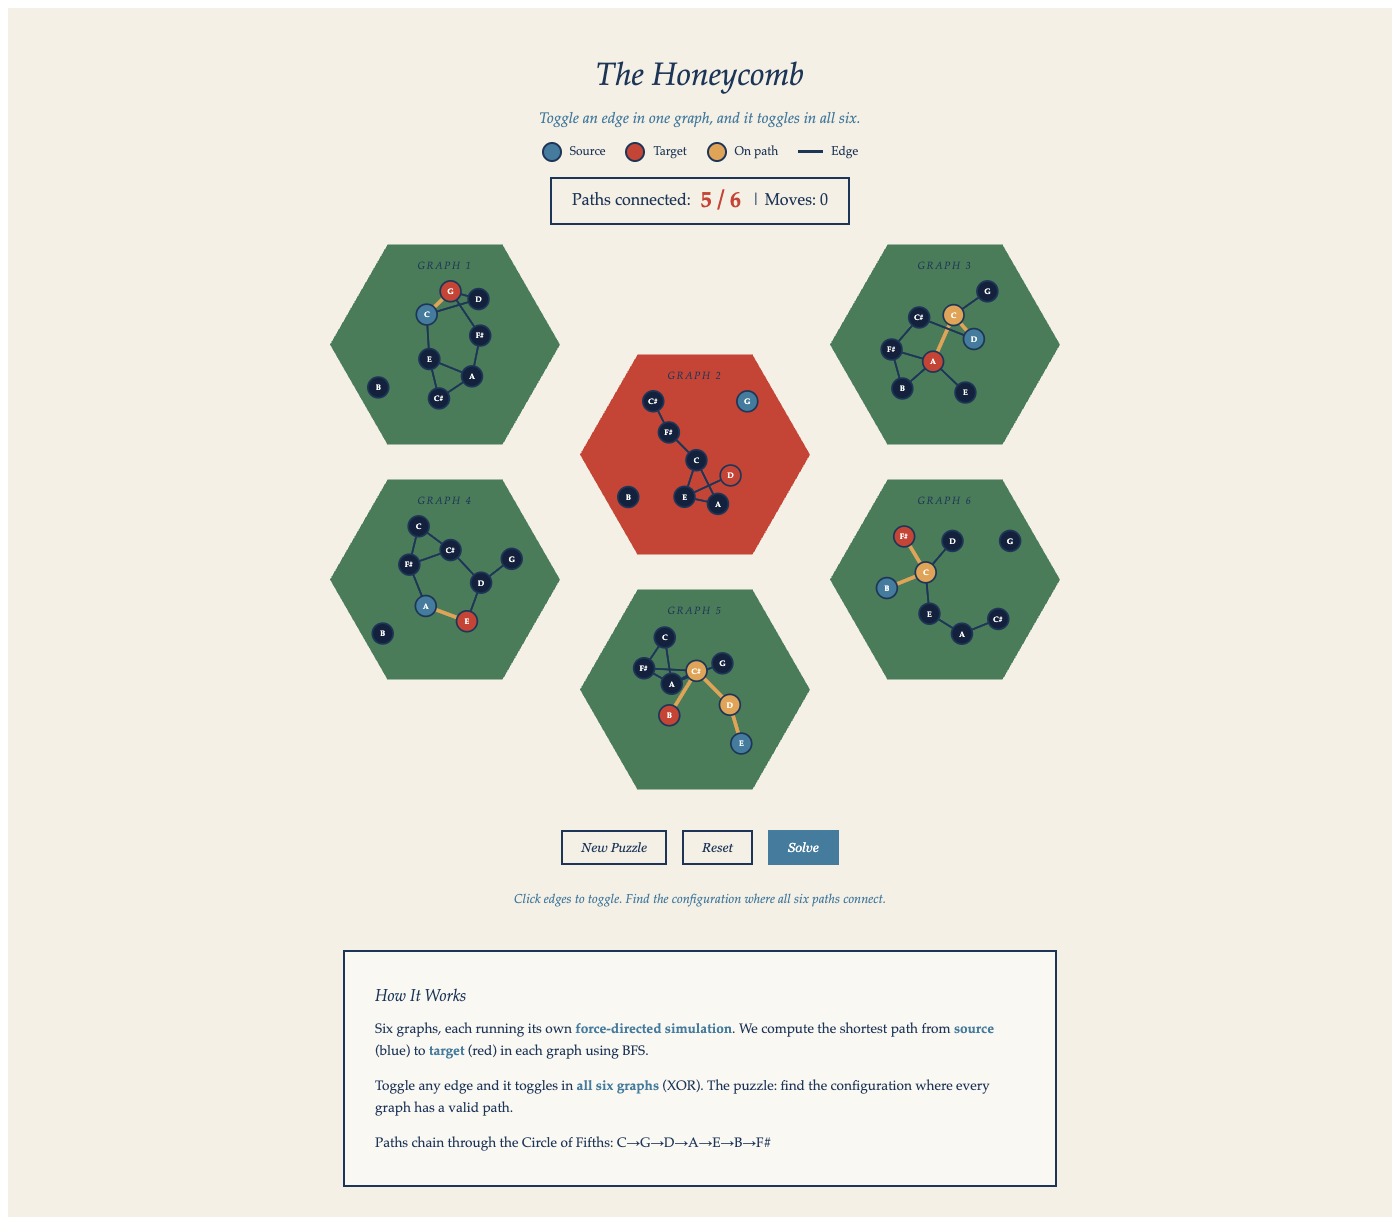 The Honeycomb
Toggle an edge in one graph, and it toggles in all six.
Source Target On path Edge
Paths connected: 5 / 6 | Moves: 0
GRAPH 1
G
D
C
F#
E
A
B
C#
GRAPH 2
C#
G
F#
C
D
B
E
A
GRAPH 3
G
C#
C
D
F#
A
B
E
GRAPH 4
C
C#
G
F#
D
A
E
B
GRAPH 5
C
G
F#
C#
A
D
B
E
GRAPH 6
F#
D
G
C
B
E
C#
A
New Puzzle Reset Solve
Click edges to toggle. Find the configuration where all six paths connect.
How It Works
Six graphs, each running its own force-directed simulation. We compute the shortest path from source
(blue) to target (red) in each graph using BFS.
Toggle any edge and it toggles in all six graphs (XOR). The puzzle: find the configuration where every
graph has a valid path.
Paths chain through the Circle of Fifths: C→G→D→A→E→B→F#